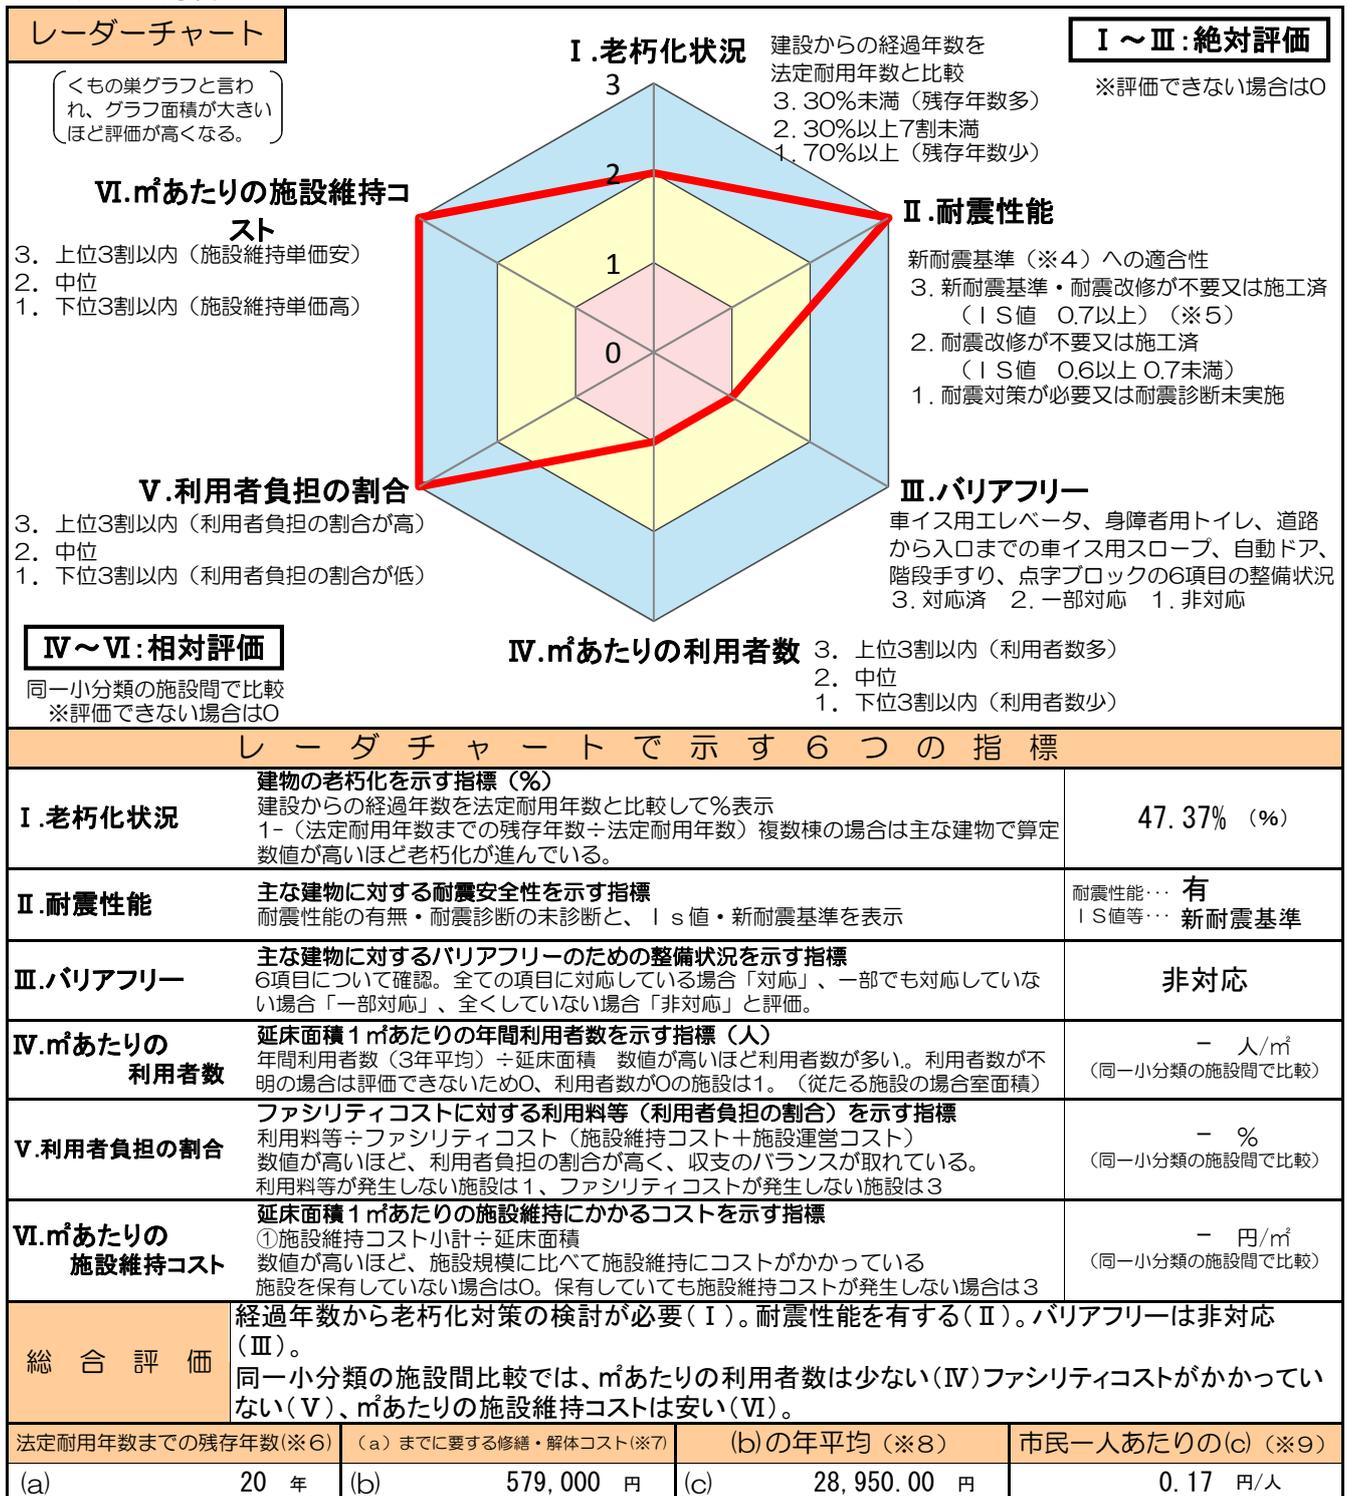 レーダーチャート
くもの巣グラフと言わ
れ、グラフ面積が大きい
ほど評価が高くなる。
Ⅰ.老朽化状況
建設からの経過年数を
法定耐用年数と比較
3. 30%未満（残存年数多）
2. 30%以上7割未満
1. 70%以上（残存年数少）
Ⅰ～Ⅲ：絶対評価
※評価できない場合は0
3
2
1
0
Ⅵ.㎡あたりの施設維持コ
スト
3．上位3割以内（施設維持単価安）
2．中位
1．下位3割以内（施設維持単価高）
Ⅱ.耐震性能
新耐震基準（※４）への適合性
3. 新耐震基準・耐震改修が不要又は施工済
（ＩＳ値　0.7以上）（※５）
2. 耐震改修が不要又は施工済
（ＩＳ値　0.6以上 0.7未満）
1. 耐震対策が必要又は耐震診断未実施
Ⅴ.利用者負担の割合
3．上位3割以内（利用者負担の割合が高）
2．中位
1．下位3割以内（利用者負担の割合が低）
Ⅲ.バリアフリー
車イス用エレベータ、身障者用トイレ、道路
から入口までの車イス用スロープ、自動ドア、
階段手すり、点字ブロックの6項目の整備状況
3. 対応済　2. 一部対応　1. 非対応
Ⅳ～Ⅵ：相対評価
同一小分類の施設間で比較
※評価できない場合は0
Ⅳ.㎡あたりの利用者数
3．上位3割以内（利用者数多）
2．中位
1．下位3割以内（利用者数少）
レーダチャートで示す６つの指標
Ⅰ.老朽化状況
建物の老朽化を示す指標（%）
建設からの経過年数を法定耐用年数と比較して%表示
1-（法定耐用年数までの残存年数÷法定耐用年数）複数棟の場合は主な建物で算定
数値が高いほど老朽化が進んでいる。
47.37%（%）
Ⅱ.耐震性能
主な建物に対する耐震安全性を示す指標
耐震性能の有無・耐震診断の未診断と、Ｉｓ値・新耐震基準を表示
耐震性能… 有
ＩＳ値等… 新耐震基準
Ⅲ.バリアフリー
主な建物に対するバリアフリーのための整備状況を示す指標
6項目について確認。全ての項目に対応している場合「対応」、一部でも対応していな
い場合「一部対応」、全くしていない場合「非対応」と評価。
非対応
Ⅳ.㎡あたりの
利用者数
延床面積１㎡あたりの年間利用者数を示す指標（人）
年間利用者数（3年平均）÷延床面積　数値が高いほど利用者数が多い。利用者数が不
明の場合は評価できないため0、利用者数が0の施設は1。（従たる施設の場合室面積）
－　人/㎡
（同一小分類の施設間で比較）
Ⅴ.利用者負担の割合
ファシリティコストに対する利用料等（利用者負担の割合）を示す指標
利用料等÷ファシリティコスト（施設維持コスト＋施設運営コスト）
数値が高いほど、利用者負担の割合が高く、収支のバランスが取れている。
利用料等が発生しない施設は１、ファシリティコストが発生しない施設は３
－　%
（同一小分類の施設間で比較）
Ⅵ.㎡あたりの
施設維持コスト
延床面積１㎡あたりの施設維持にかかるコストを示す指標
①施設維持コスト小計÷延床面積
数値が高いほど、施設規模に比べて施設維持にコストがかかっている
施設を保有していない場合は0。保有していても施設維持コストが発生しない場合は３
－　円/㎡
（同一小分類の施設間で比較）
総合評価
経過年数から老朽化対策の検討が必要（Ⅰ）。耐震性能を有する（Ⅱ）。バリアフリーは非対応
（Ⅲ）。
同一小分類の施設間比較では、㎡あたりの利用者数は少ない（Ⅳ）ファシリティコストがかかってい
ない（Ⅴ）、㎡あたりの施設維持コストは安い（Ⅵ）。
法定耐用年数までの残存年数(※６)
（a）までに要する修繕・解体コスト(※7)
(b)の年平均（※８）
市民一人あたりの(c)（※９）
(a)　20 年
(b)　579,000 円
(c)　28,950.00 円
0.17 円/人